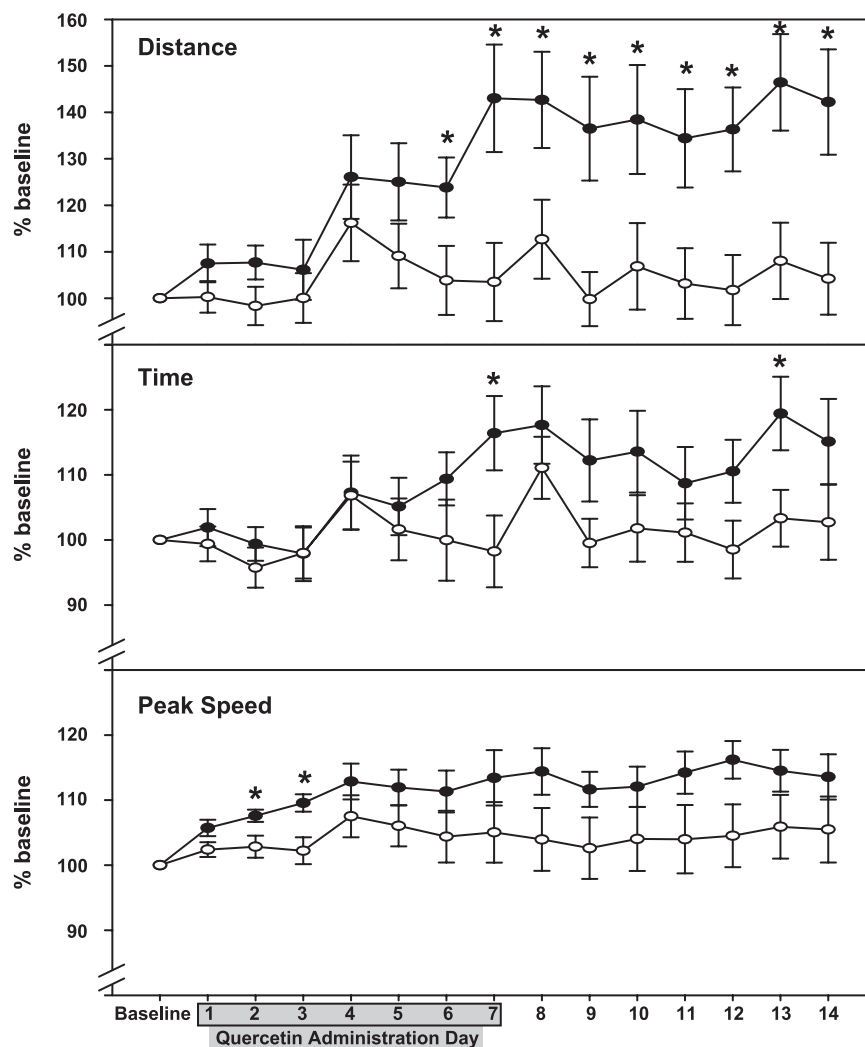 160
Distance
150
140
130
120
110
100
% baseline
* * * * * * * * *
Time
120
110
100
90
% baseline
* *
Peak Speed
120
110
100
90
% baseline
* *
Baseline 1 2 3 4 5 6 7 8 9 10 11 12 13 14
Quercetin Administration Day